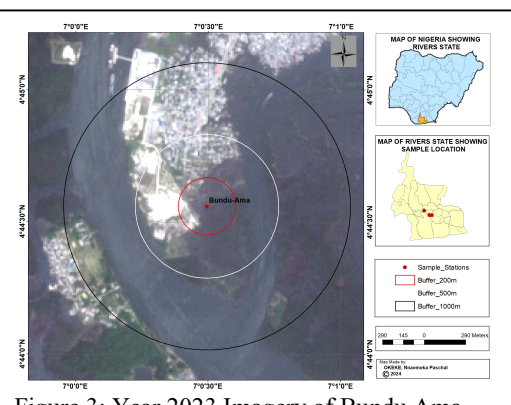 7°0'0"E 7°0'30"E 7°1'0"E
N
4°45'0"N
4°44'30"N
4°44'0"N
Bundu-Ama
7°0'0"E 7°0'30"E 7°1'0"E
4°45'0"N
4°44'30"N
4°44'0"N
MAP OF NIGERIA SHOWING
RIVERS STATE
MAP OF RIVERS STATE SHOWING
SAMPLE LOCATION
Sample_Stations
Buffer_200m
Buffer_500m
Buffer_1000m
290 145 0 290 Meters
Map Made by:
OKEKE, Nnaemeka Paschal
© 2024
Figure 3: Year 2023 Imagery of Bundu Ama